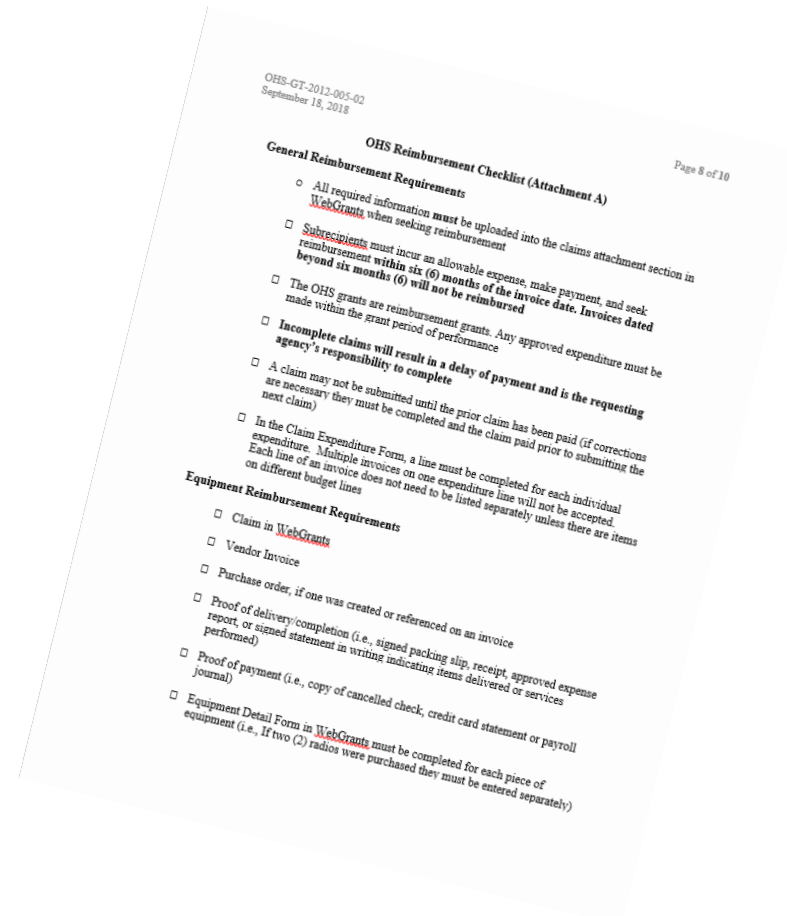 OHS-GT-2012-005-02
September 18, 2018
Page 8 of 10
OHS Reimbursement Checklist (Attachment A)
General Reimbursement Requirements
○ All required information must be uploaded into the claims attachment section in
WebGrants when seeking reimbursement
□ Subrecipients must incur an allowable expense, make payment, and seek
reimbursement within six (6) months of the invoice date. Invoices dated
beyond six months (6) will not be reimbursed
□ The OHS grants are reimbursement grants. Any approved expenditure must be
made within the grant period of performance
□ Incomplete claims will result in a delay of payment and is the requesting
agency's responsibility to complete
□ A claim may not be submitted until the prior claim has been paid (if corrections
are necessary they must be completed and the claim paid prior to submitting the
next claim)
□ In the Claim Expenditure Form, a line must be completed for each individual
expenditure. Multiple invoices on one expenditure line will not be accepted.
Each line of an invoice does not need to be listed separately unless there are items
on different budget lines
Equipment Reimbursement Requirements
□ Claim in WebGrants
□ Vendor Invoice
□ Purchase order, if one was created or referenced on an invoice
□ Proof of delivery/completion (i.e., signed packing slip, receipt, approved expense
report, or signed statement in writing indicating items delivered or services
performed)
□ Proof of payment (i.e., copy of cancelled check, credit card statement or payroll
journal)
□ Equipment Detail Form in WebGrants must be completed for each piece of
equipment (i.e., If two (2) radios were purchased they must be entered separately)